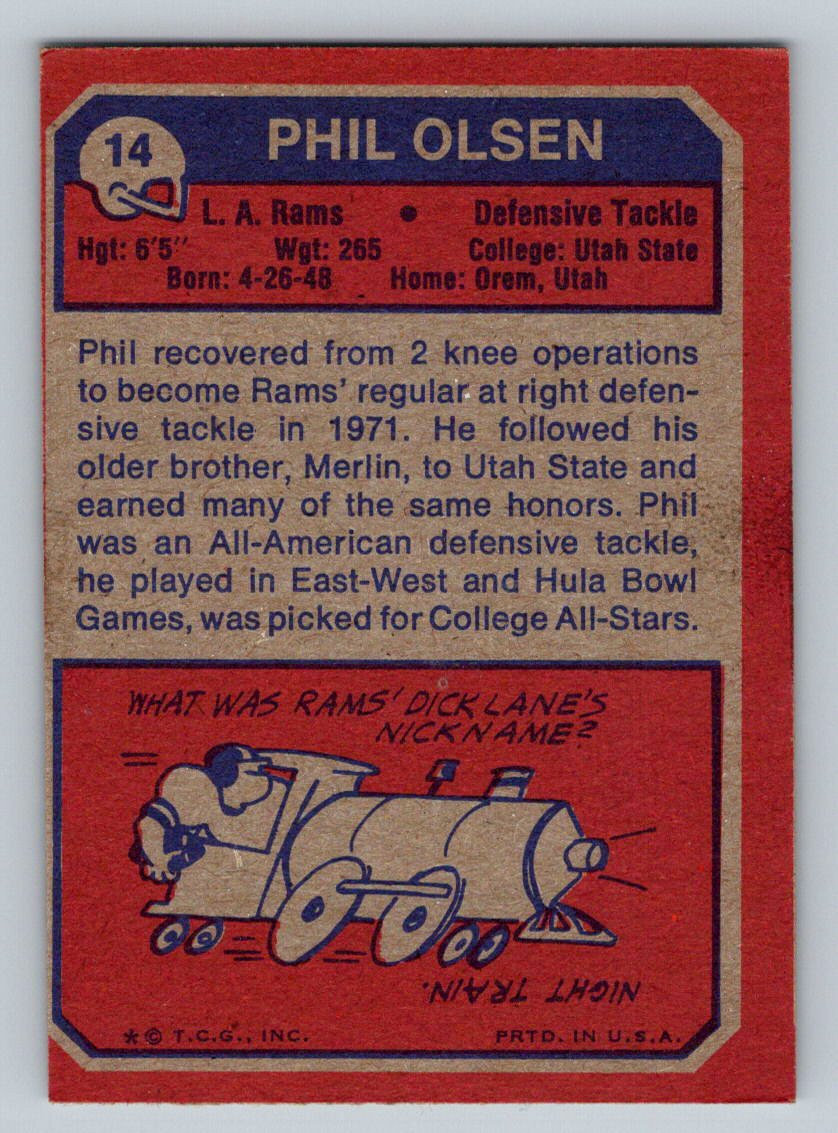 14
PHIL OLSEN
L. A. Rams • Defensive Tackle
Hgt: 6'5" Wgt: 265 College: Utah State
Born: 4-26-48 Home: Orem, Utah
Phil recovered from 2 knee operations
to become Rams' regular at right defen-
sive tackle in 1971. He followed his
older brother, Merlin, to Utah State and
earned many of the same honors. Phil
was an All-American defensive tackle,
he played in East-West and Hula Bowl
Games, was picked for College All-Stars.
WHAT WAS RAMS' DICK LANE'S
NICKNAME?
NIGHT TRAIN.
* © T.C.G., INC. PRTD. IN U.S.A.